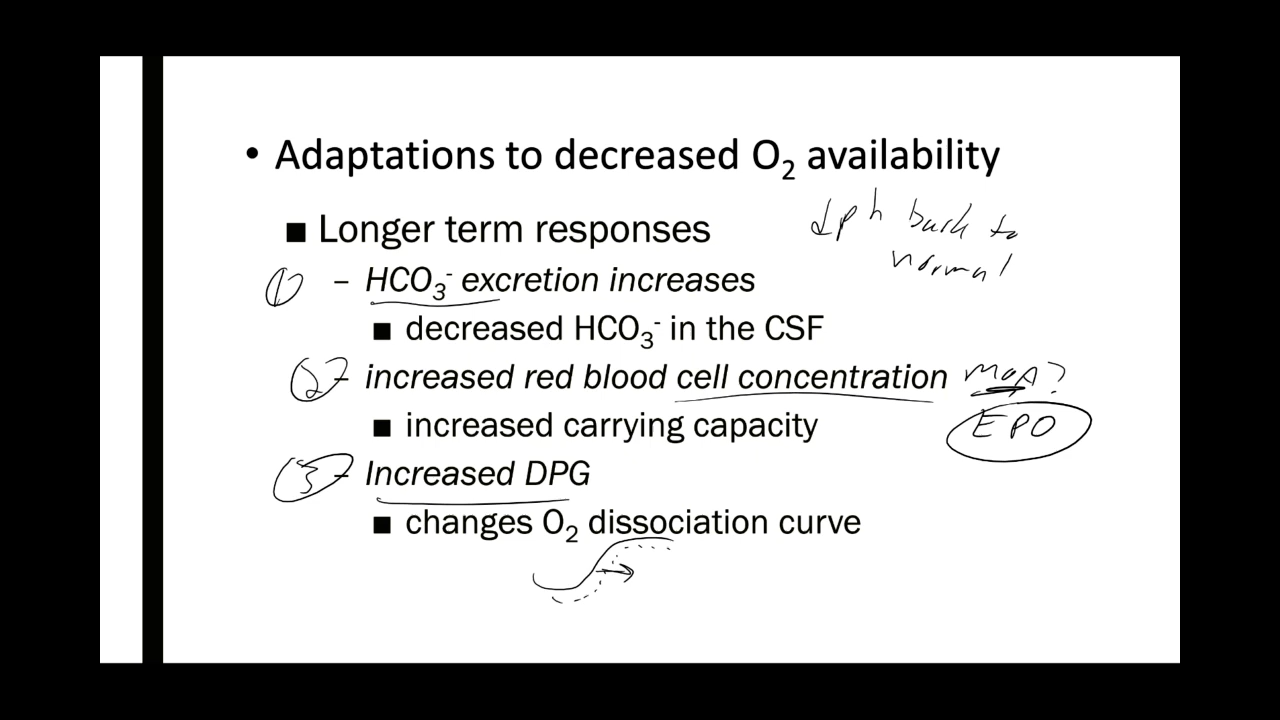 • Adaptations to decreased O₂ availability
■ Longer term responses
↓ph back to
normal
① – HCO₃⁻ excretion increases
■ decreased HCO₃⁻ in the CSF
② – increased red blood cell concentration MOA?
■ increased carrying capacity
EPO
③ – Increased DPG
■ changes O₂ dissociation curve